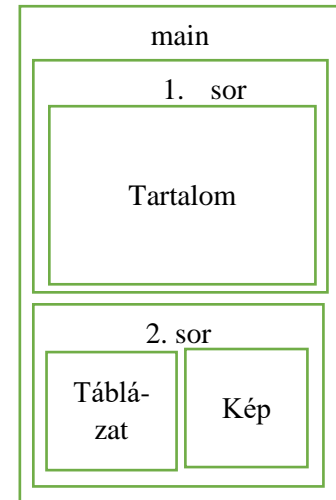 main
1. sor
Tartalom
2. sor
Táblá-
zat
Kép